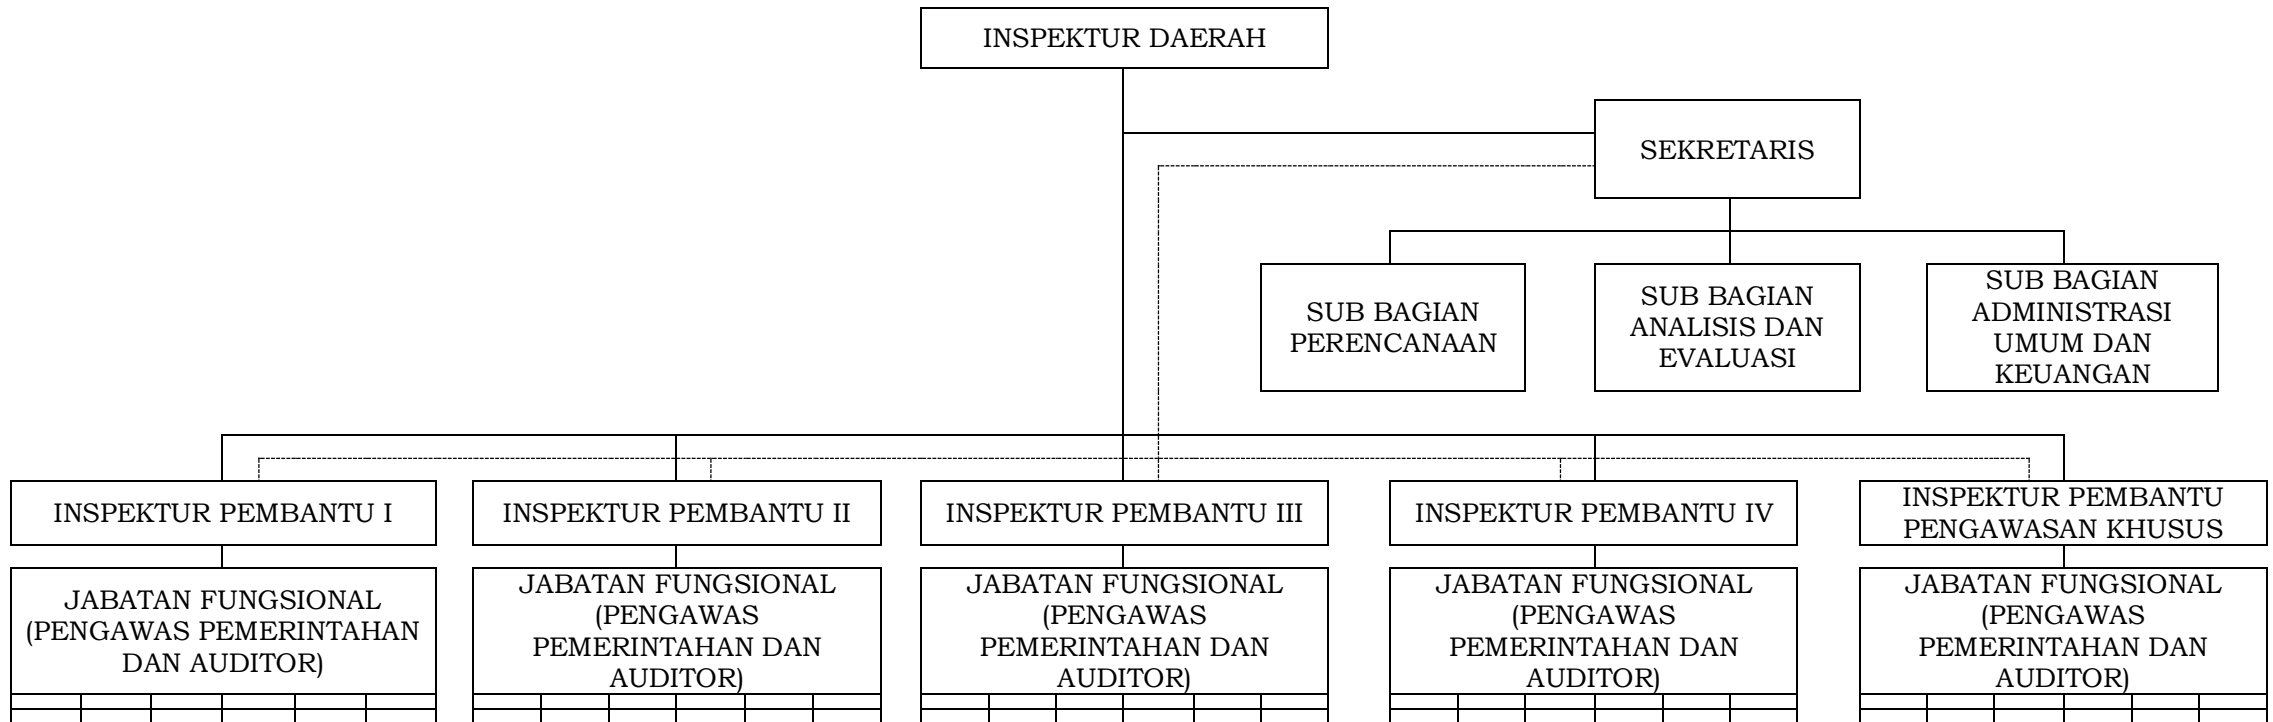 INSPEKTUR DAERAH
SEKRETARIS
SUB BAGIAN
PERENCANAAN
SUB BAGIAN
ANALISIS DAN
EVALUASI
SUB BAGIAN
ADMINISTRASI
UMUM DAN
KEUANGAN
INSPEKTUR PEMBANTU I
INSPEKTUR PEMBANTU II
INSPEKTUR PEMBANTU III
INSPEKTUR PEMBANTU IV
INSPEKTUR PEMBANTU
PENGAWASAN KHUSUS
JABATAN FUNGSIONAL
(PENGAWAS PEMERINTAHAN
DAN AUDITOR)
JABATAN FUNGSIONAL
(PENGAWAS
PEMERINTAHAN DAN
AUDITOR)
JABATAN FUNGSIONAL
(PENGAWAS
PEMERINTAHAN DAN
AUDITOR)
JABATAN FUNGSIONAL
(PENGAWAS
PEMERINTAHAN DAN
AUDITOR)
JABATAN FUNGSIONAL
(PENGAWAS
PEMERINTAHAN DAN
AUDITOR)